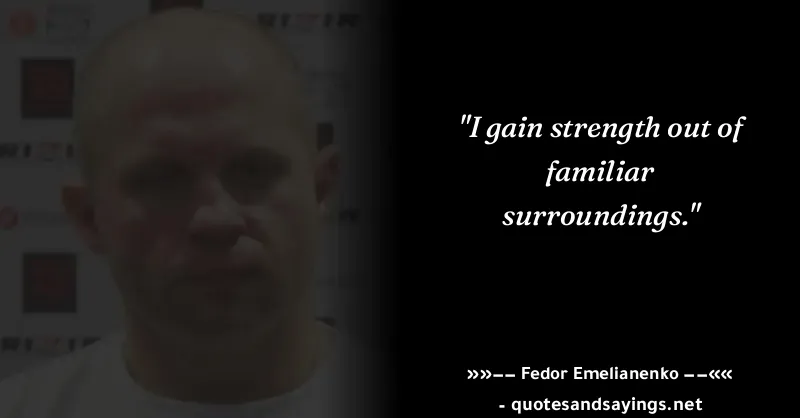 "I gain strength out of
familiar
surroundings."
»»–– Fedor Emelianenko ––««
- quotesandsayings.net